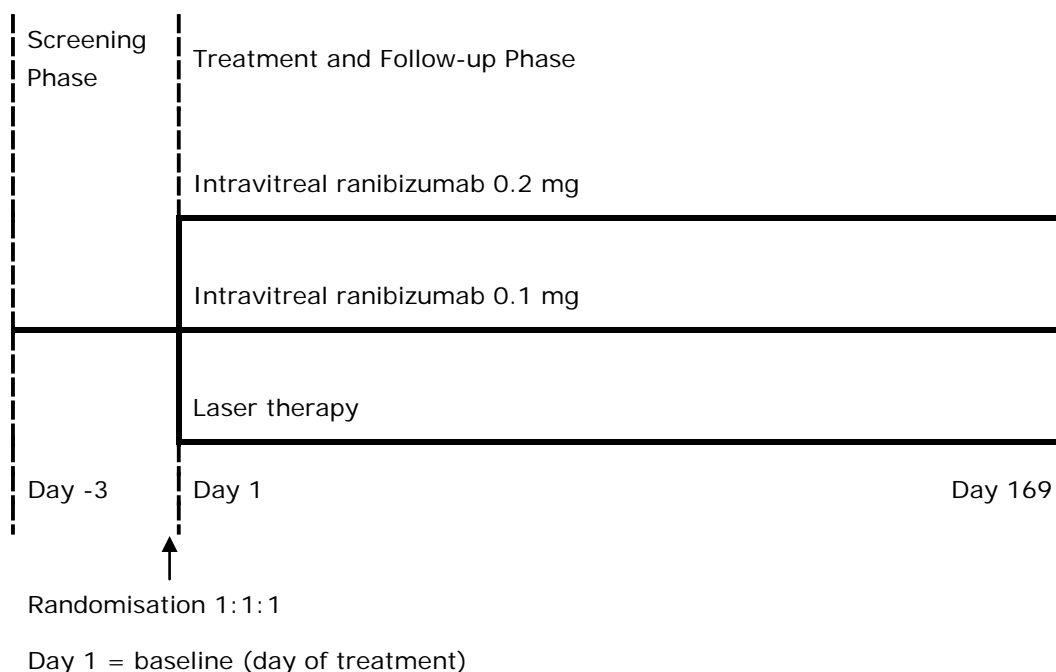 Screening
Phase
Treatment and Follow-up Phase
Intravitreal ranibizumab 0.2 mg
Intravitreal ranibizumab 0.1 mg
Laser therapy
Day -3
Day 1
Day 169
Randomisation 1:1:1
Day 1 = baseline (day of treatment)